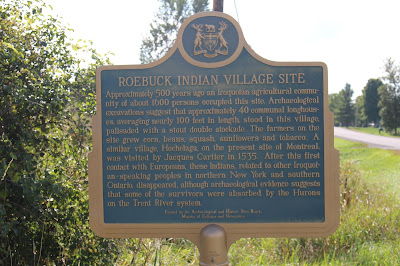 ROEBUCK INDIAN VILLAGE SITE
Approximately 500 years ago an Iroquoian agricultural commu-
nity of about 1600 persons occupied this site. Archaeological
excavations suggest that approximately 40 communal longhous-
es, averaging nearly 100 feet in length, stood in this village,
palisaded with a stout double stockade. The farmers on the
site grew corn, beans, squash, sunflowers and tobacco. A
similar village, Hochelaga, on the present site of Montreal,
was visited by Jacques Cartier in 1535. After this first
contact with Europeans, these Indians, related to other Iroquoi-
an-speaking peoples in northern New York and southern
Ontario, disappeared, although archaeological evidence suggests
that some of the survivors were absorbed by the Hurons
on the Trent River system.
Erected by the Archaeological and Historic Sites Board,
Ministry of Colleges and Universities